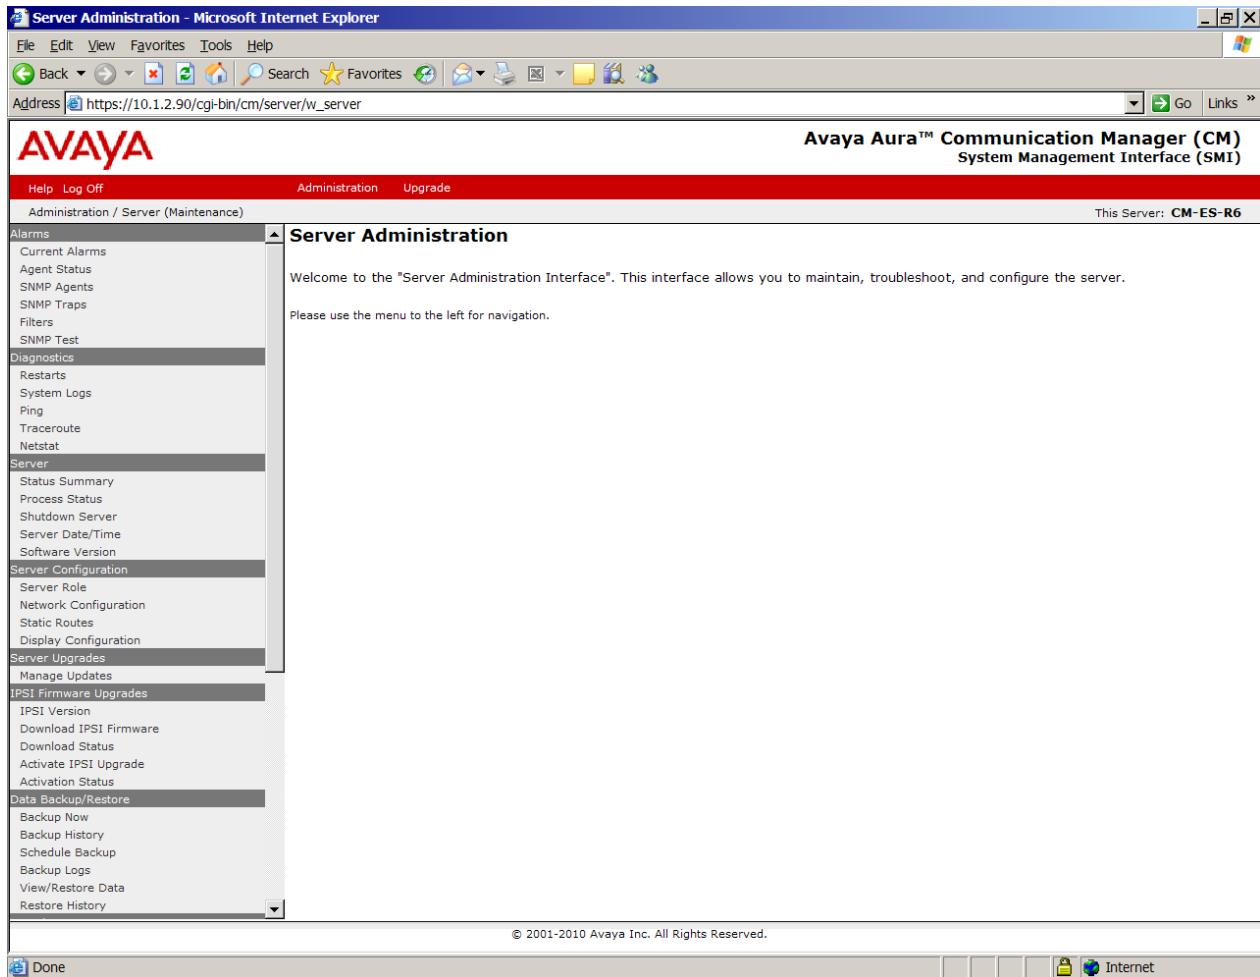 Server Administration - Microsoft Internet Explorer
File Edit View Favorites Tools Help
Back Search Favorites
Address https://10.1.2.90/cgi-bin/cm/server/w_server Go Links »
AVAYA
Avaya Aura™ Communication Manager (CM)
System Management Interface (SMI)
Help Log Off Administration Upgrade
Administration / Server (Maintenance) This Server: CM-ES-R6
Alarms
Current Alarms
Agent Status
SNMP Agents
SNMP Traps
Filters
SNMP Test
Diagnostics
Restarts
System Logs
Ping
Traceroute
Netstat
Server
Status Summary
Process Status
Shutdown Server
Server Date/Time
Software Version
Server Configuration
Server Role
Network Configuration
Static Routes
Display Configuration
Server Upgrades
Manage Updates
IPSI Firmware Upgrades
IPSI Version
Download IPSI Firmware
Download Status
Activate IPSI Upgrade
Activation Status
Data Backup/Restore
Backup Now
Backup History
Schedule Backup
Backup Logs
View/Restore Data
Restore History
Server Administration
Welcome to the "Server Administration Interface". This interface allows you to maintain, troubleshoot, and configure the server.
Please use the menu to the left for navigation.
© 2001-2010 Avaya Inc. All Rights Reserved.
Done Internet